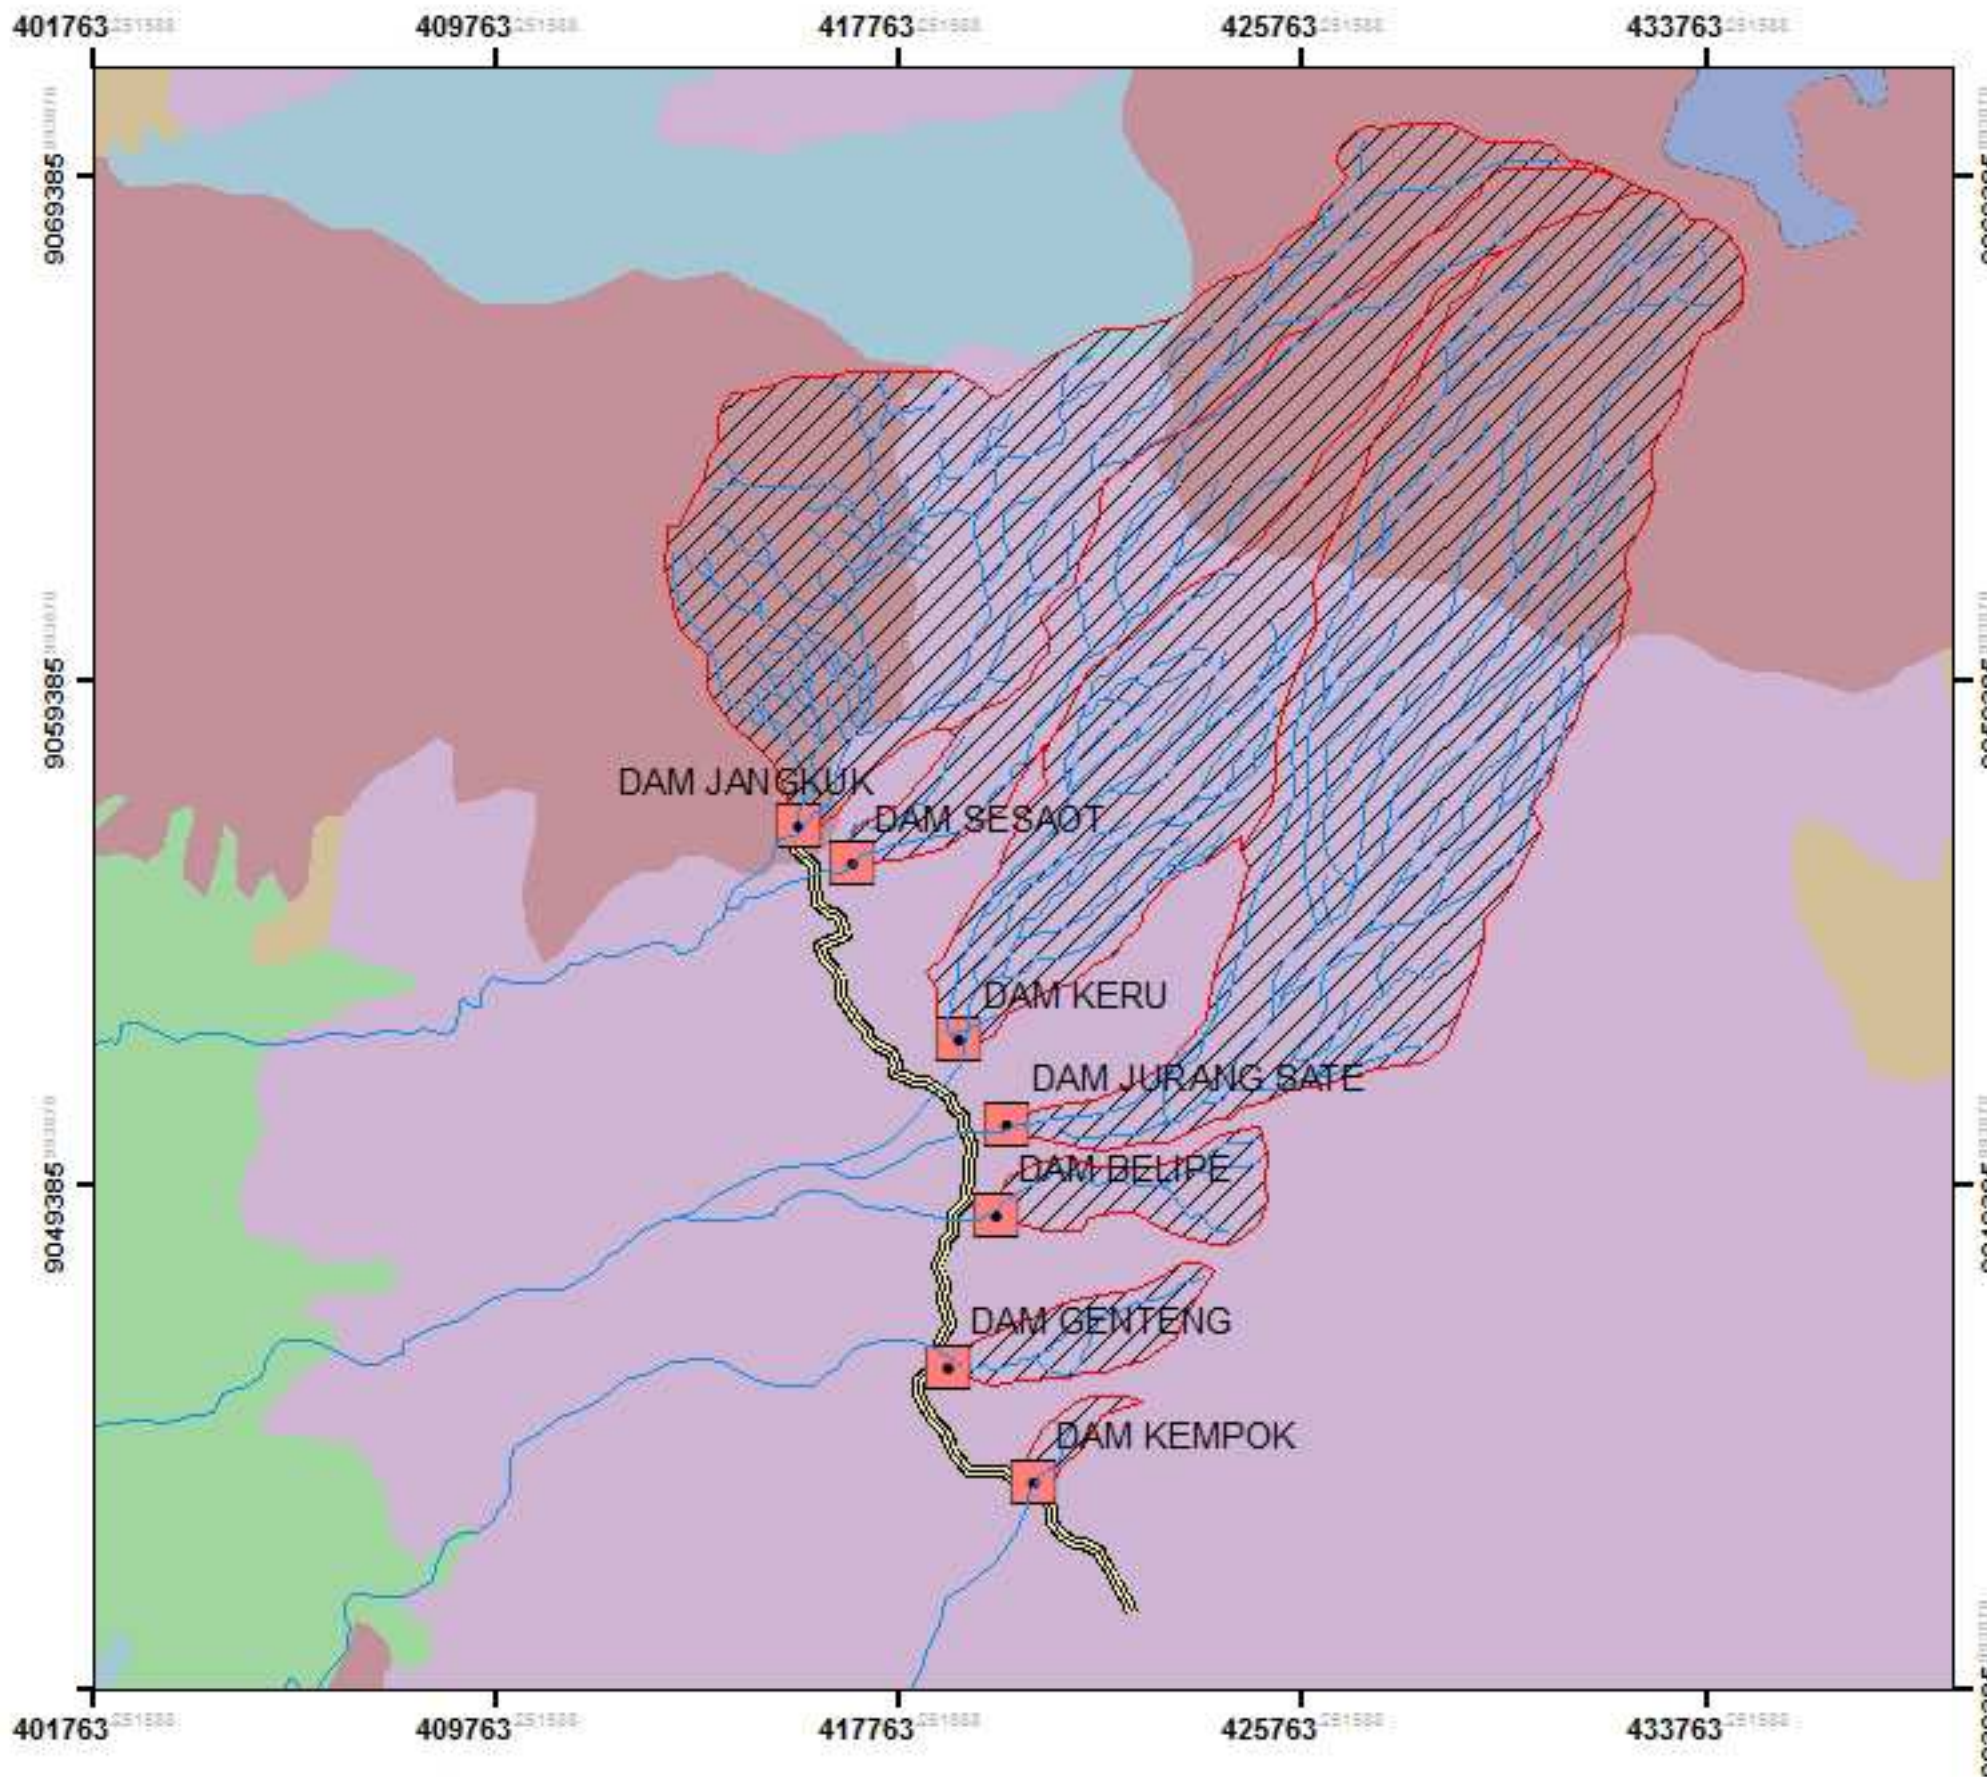 401763 409763 417763 425763 433763
9069385
9059385
DAM JANGKUK
DAM SESAOT
DAM KERU
DAM JURANG SATE
DAM BELIPE
9049385
DAM GENTENG
DAM KEMPOK
401763 409763 417763 425763 433763